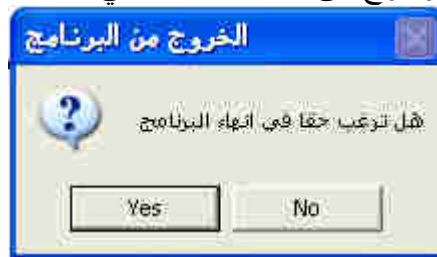 الخروج من البرنامج
هل ترغب حقا في انهاء البرنامج
Yes
No